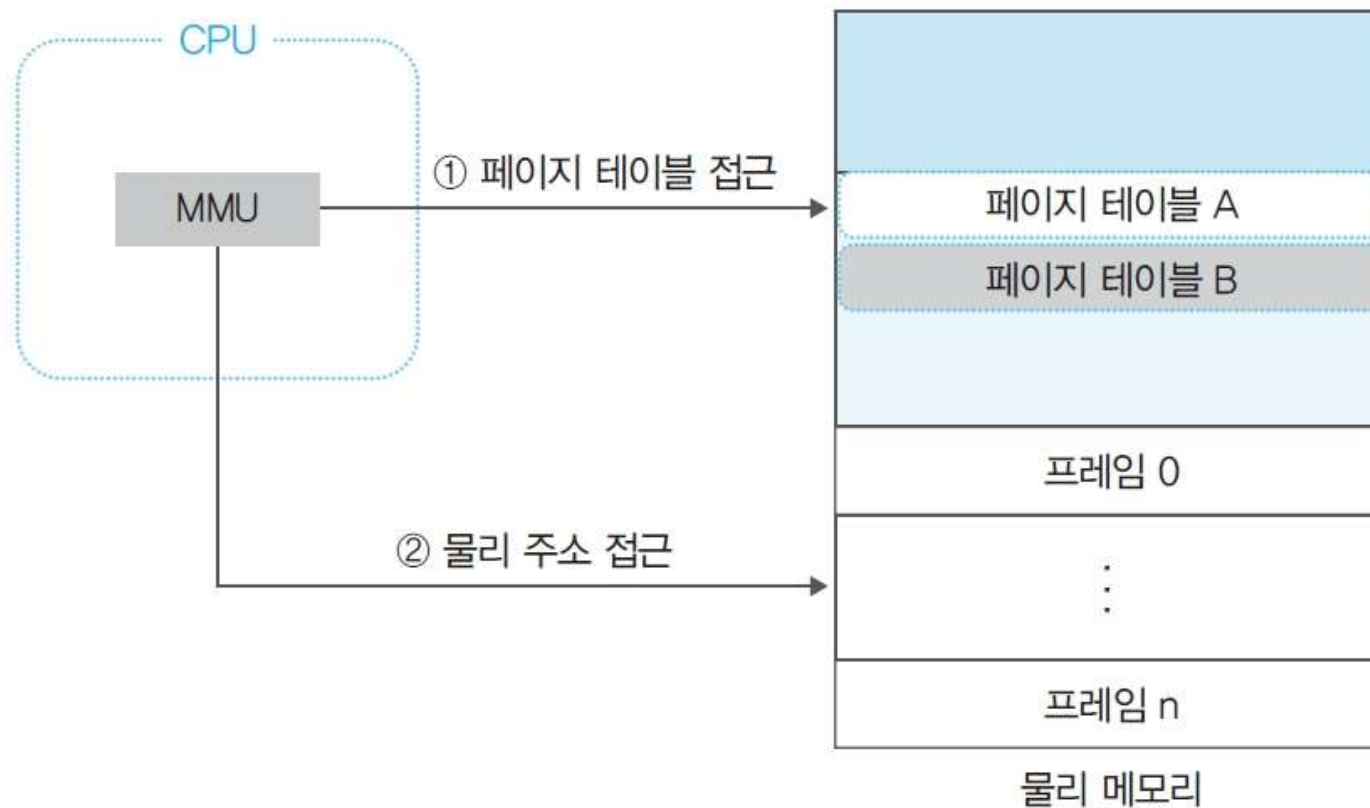 CPU
MMU
① 페이지 테이블 접근
페이지 테이블 A
페이지 테이블 B
프레임 0
② 물리 주소 접근
⋮
프레임 n
물리 메모리